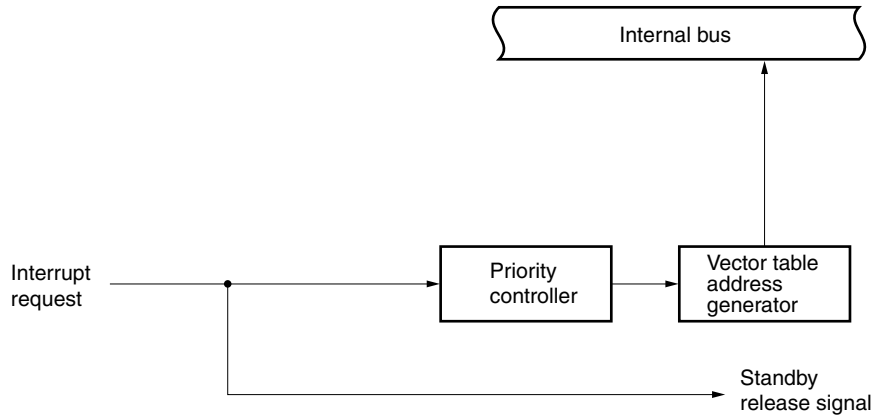 Internal bus
Interrupt
request
Priority
controller
Vector table
address
generator
Standby
release signal